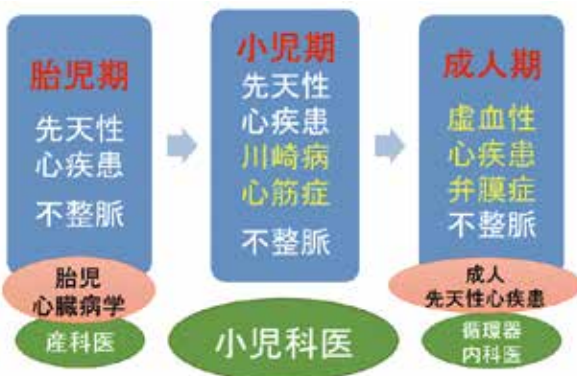 胎児期
先天性
心疾患
不整脈
胎児
心臓病学
産科医
小児期
先天性
心疾患
川崎病
心筋症
不整脈
小児科医
成人期
虚血性
心疾患
弁膜症
不整脈
成人
先天性心疾患
循環器
内科医